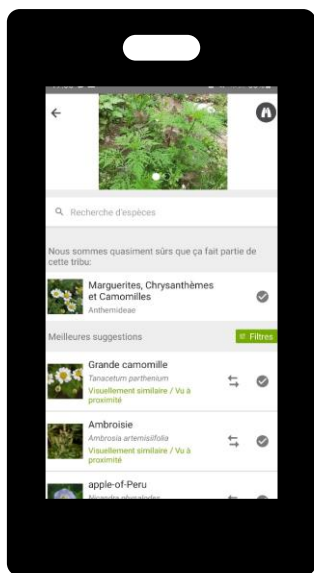 Recherche d'espèces
Nous sommes quasiment sûrs que ça fait partie de
cette tribu:
Marguerites, Chrysanthèmes
et Camomilles
Anthemideae
Meilleures suggestions
Filtres
Grande camomille
Tanacetum parthenium
Visuellement similaire / Vu à
proximité
Ambroisie
Ambrosia artemisiifolia
Visuellement similaire / Vu à
proximité
apple-of-Peru
Nicandra physalodes